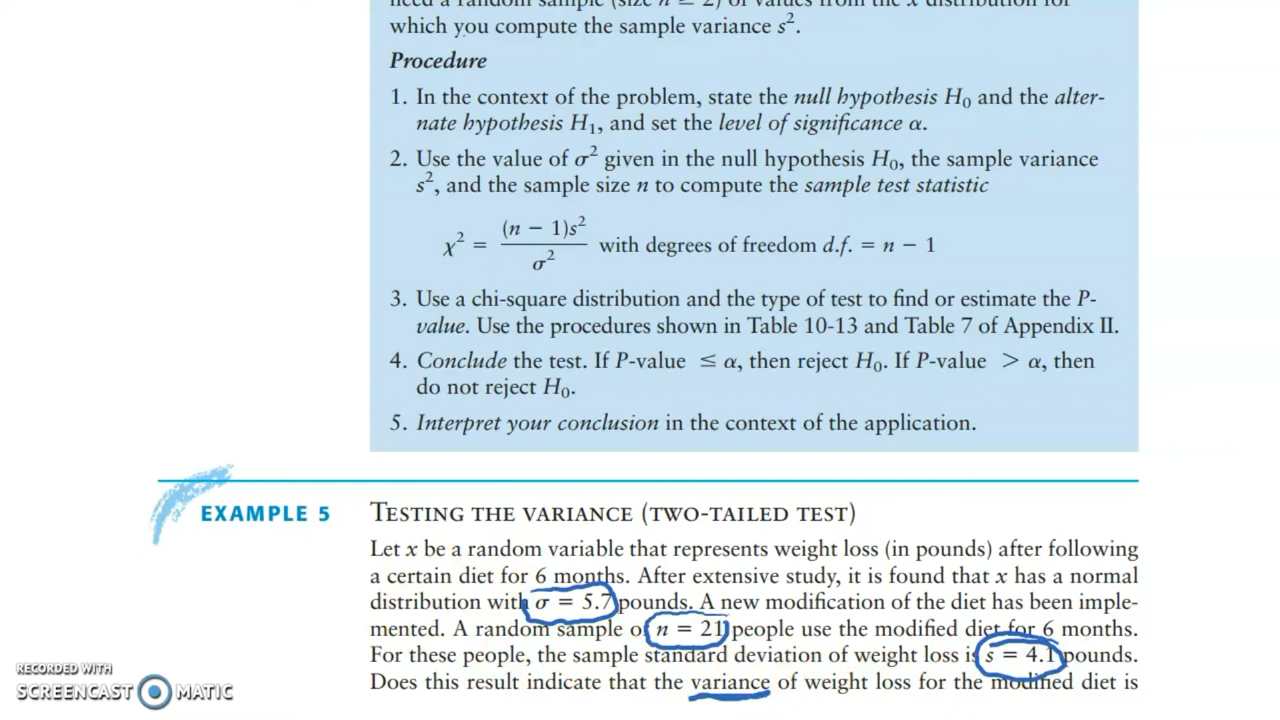 need a random sample (size n ≥ 2) of values from the x distribution for
which you compute the sample variance s².
Procedure
1. In the context of the problem, state the null hypothesis H₀ and the alter-
nate hypothesis H₁, and set the level of significance α.
2. Use the value of σ² given in the null hypothesis H₀, the sample variance
s², and the sample size n to compute the sample test statistic
χ² = (n − 1)s² / σ² with degrees of freedom d.f. = n − 1
3. Use a chi-square distribution and the type of test to find or estimate the P-
value. Use the procedures shown in Table 10-13 and Table 7 of Appendix II.
4. Conclude the test. If P-value ≤ α, then reject H₀. If P-value > α, then
do not reject H₀.
5. Interpret your conclusion in the context of the application.
EXAMPLE 5 TESTING THE VARIANCE (TWO-TAILED TEST)
Let x be a random variable that represents weight loss (in pounds) after following
a certain diet for 6 months. After extensive study, it is found that x has a normal
distribution with σ = 5.7 pounds. A new modification of the diet has been imple-
mented. A random sample of n = 21 people use the modified diet for 6 months.
For these people, the sample standard deviation of weight loss is s = 4.1 pounds.
Does this result indicate that the variance of weight loss for the modified diet is
RECORDED WITH
SCREENCAST MATIC